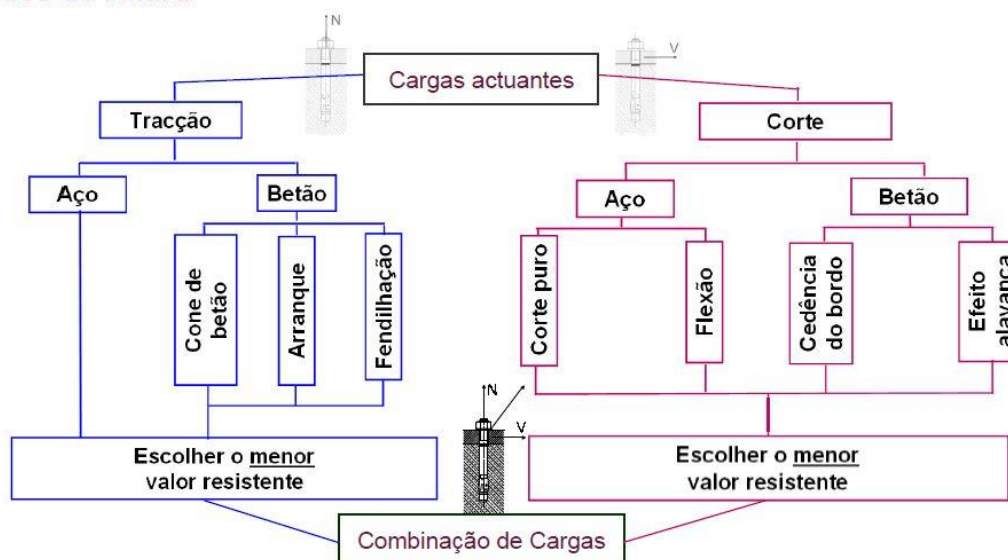 N
V
Cargas actuantes
Tracção
Corte
Aço
Betão
Aço
Betão
Cone de
betão
Arranque
Fendilhação
Corte puro
Flexão
Cedência
do bordo
Efeito
alavanca
N
V
Escolher o menor
valor resistente
Escolher o menor
valor resistente
Combinação de Cargas